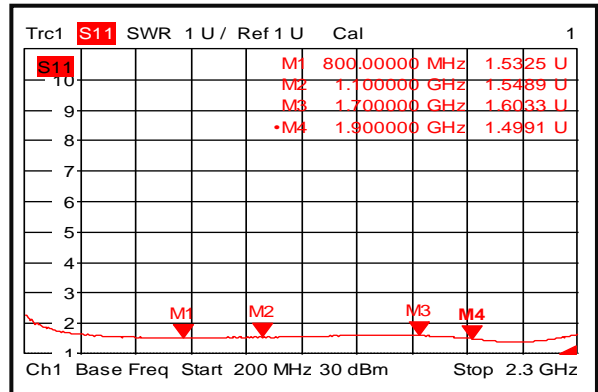 Trc1 S11 SWR 1 U / Ref 1 U Cal 1
S11
M1 800.00000 MHz 1.5325 U
10
M2 1.100000 GHz 1.5489 U
9
M3 1.700000 GHz 1.6033 U
•M4 1.900000 GHz 1.4991 U
8
7
6
5
4
3
M1 M2 M3 M4
2
1
Ch1 Base Freq Start 200 MHz 30 dBm Stop 2.3 GHz